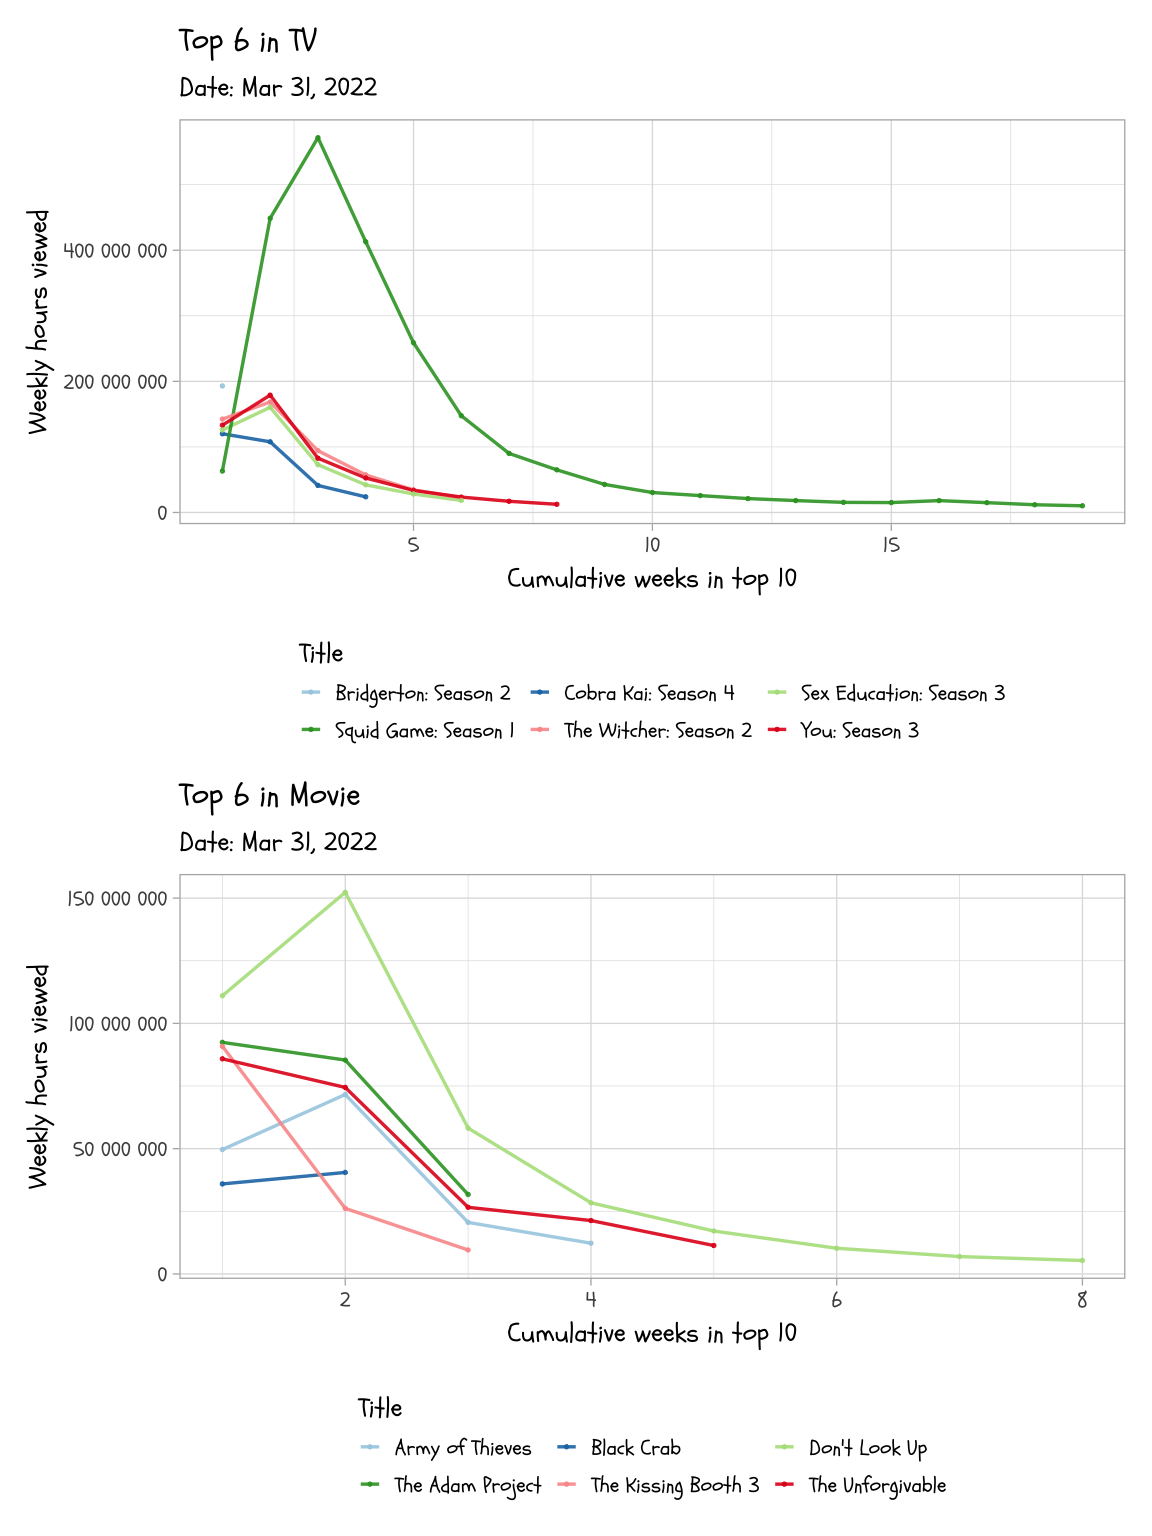 Top 6 in TV
Date: Mar 31, 2022
Weekly hours viewed
400 000 000
200 000 000
0
5 10 15
Cumulative weeks in top 10
Title
Bridgerton: Season 2 Cobra Kai: Season 4 Sex Education: Season 3
Squid Game: Season 1 The Witcher: Season 2 You: Season 3
Top 6 in Movie
Date: Mar 31, 2022
Weekly hours viewed
150 000 000
100 000 000
50 000 000
0
2 4 6 8
Cumulative weeks in top 10
Title
Army of Thieves Black Crab Don't Look Up
The Adam Project The Kissing Booth 3 The Unforgivable